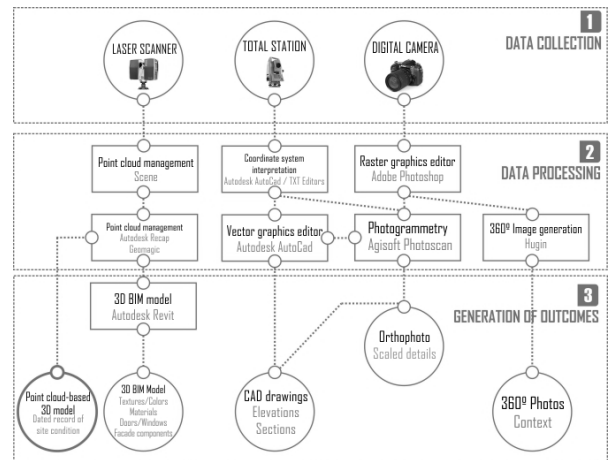 1
DATA COLLECTION
LASER SCANNER
TOTAL STATION
DIGITAL CAMERA
2
DATA PROCESSING
Point cloud management
Scene
Coordinate system
interpretation
Autodesk AutoCad / TXT Editors
Raster graphics editor
Adobe Photoshop
Point cloud management
Autodesk Recap
Geomagic
Vector graphics editor
Autodesk AutoCad
Photogrammetry
Agisoft Photoscan
360º Image generation
Hugin
3
GENERATION OF OUTCOMES
3D BIM model
Autodesk Revit
Orthophoto
Scaled details
Point cloud-based
3D model
Dated record of
site condition
3D BIM Model
Textures/Colors
Materials
Doors/Windows
Facade components
CAD drawings
Elevations
Sections
360º Photos
Context